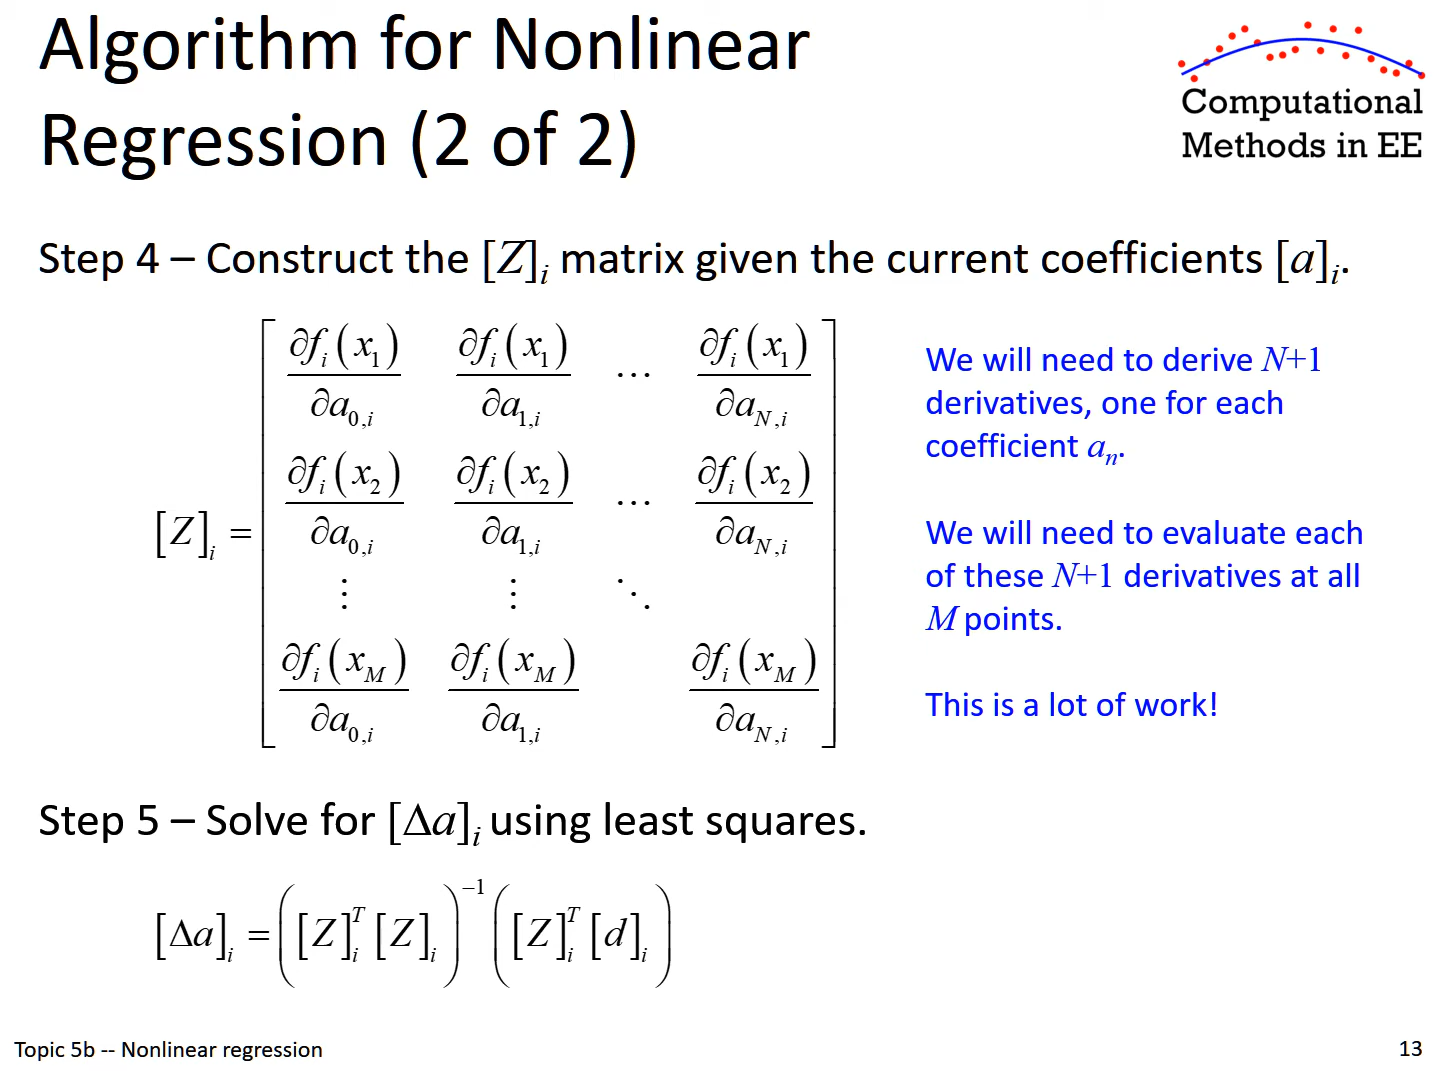 Algorithm for Nonlinear
Regression (2 of 2)
Computational
Methods in EE
Step 4 – Construct the [Z]i matrix given the current coefficients [a]i.
[Z]i = [ ∂fi(x1)/∂a0,i ∂fi(x1)/∂a1,i ⋯ ∂fi(x1)/∂aN,i
∂fi(x2)/∂a0,i ∂fi(x2)/∂a1,i ⋯ ∂fi(x2)/∂aN,i
⋮ ⋮ ⋱
∂fi(xM)/∂a0,i ∂fi(xM)/∂a1,i ∂fi(xM)/∂aN,i ]
We will need to derive N+1
derivatives, one for each
coefficient an.
We will need to evaluate each
of these N+1 derivatives at all
M points.
This is a lot of work!
Step 5 – Solve for [Δa]i using least squares.
[Δa]i = ([Z]i^T [Z]i)^−1 ([Z]i^T [d]i)
Topic 5b -- Nonlinear regression
13